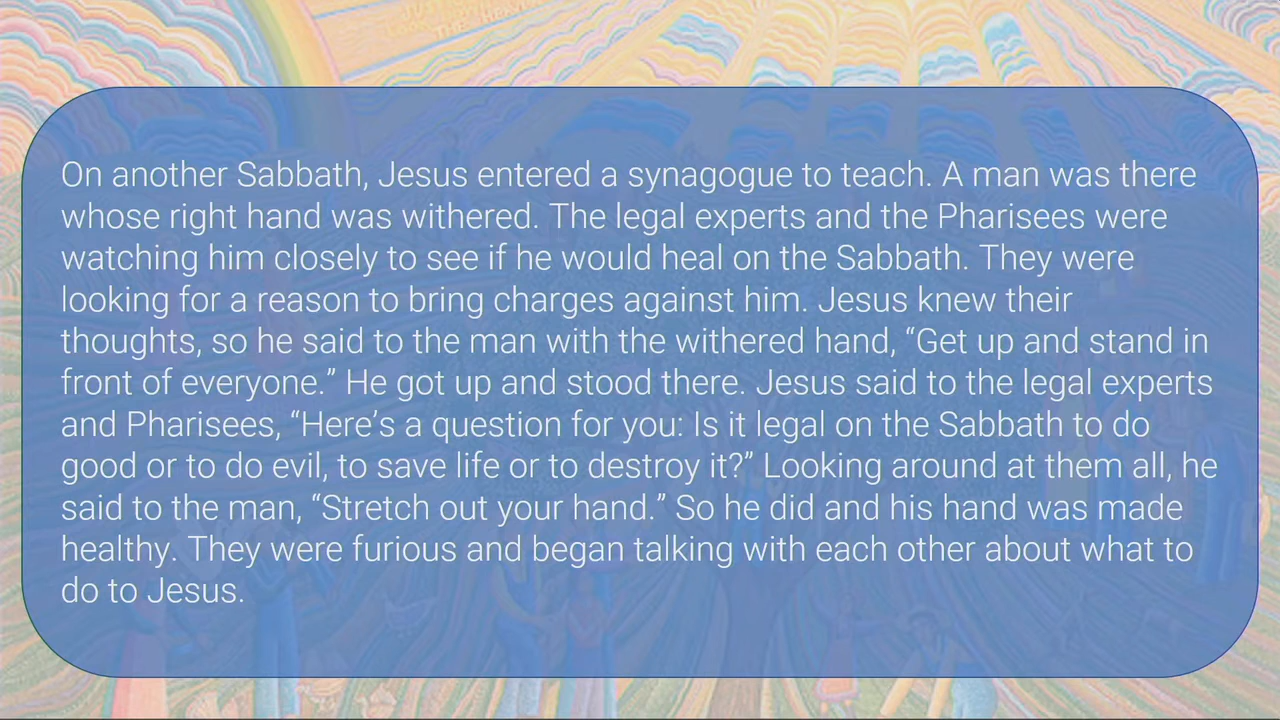 On another Sabbath, Jesus entered a synagogue to teach. A man was there
whose right hand was withered. The legal experts and the Pharisees were
watching him closely to see if he would heal on the Sabbath. They were
looking for a reason to bring charges against him. Jesus knew their
thoughts, so he said to the man with the withered hand, “Get up and stand in
front of everyone.” He got up and stood there. Jesus said to the legal experts
and Pharisees, “Here’s a question for you: Is it legal on the Sabbath to do
good or to do evil, to save life or to destroy it?” Looking around at them all, he
said to the man, “Stretch out your hand.” So he did and his hand was made
healthy. They were furious and began talking with each other about what to
do to Jesus.